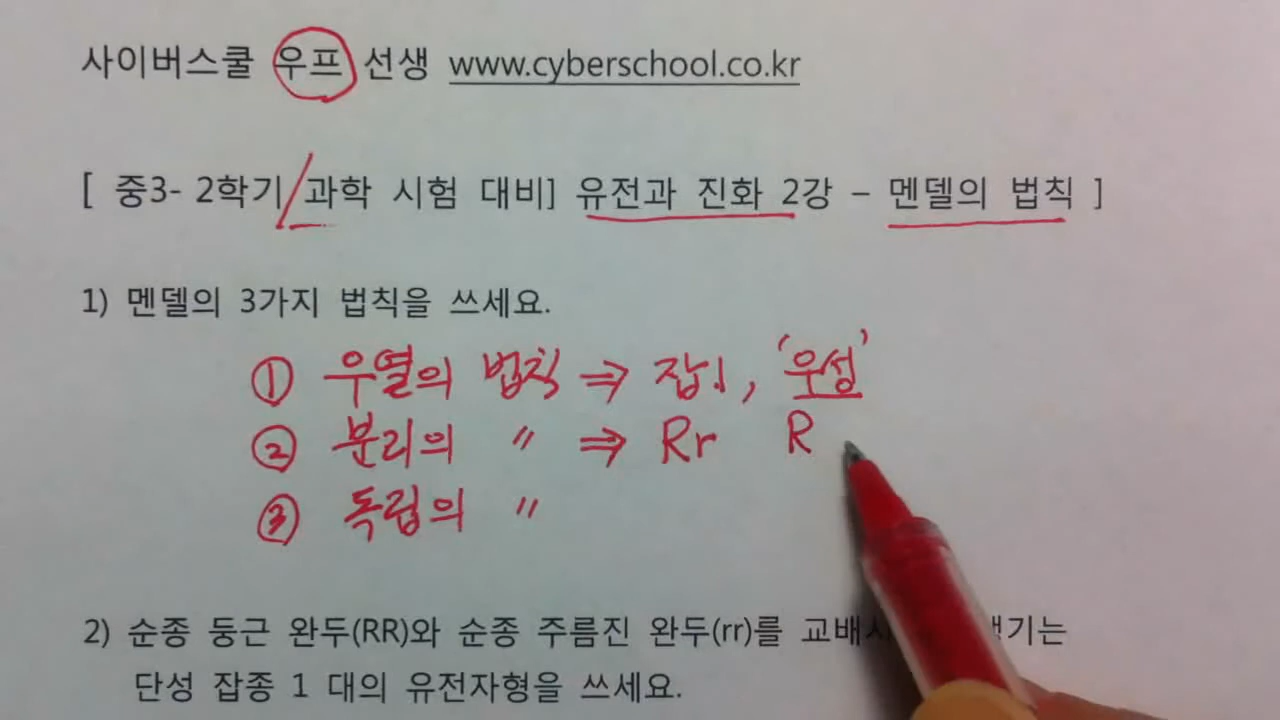 사이버스쿨 우프 선생 www.cyberschool.co.kr
[ 중3- 2학기/과학 시험 대비] 유전과 진화 2강 – 멘델의 법칙 ]
1) 멘델의 3가지 법칙을 쓰세요.
① 우열의 법칙 ⇒ 잡1, '우성'
② 분리의 〃 ⇒ Rr R
③ 독립의 〃
2) 순종 둥근 완두(RR)와 순종 주름진 완두(rr)를 교배 기는
단성 잡종 1 대의 유전자형을 쓰세요.